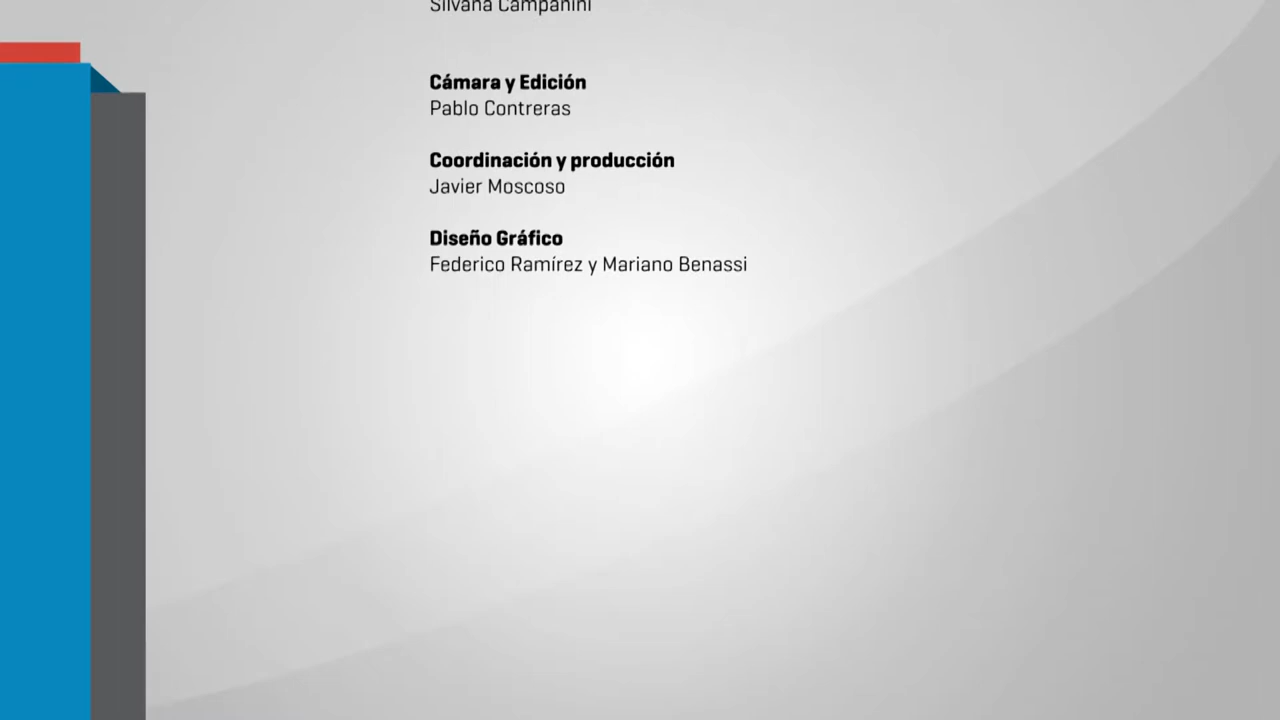 Silvana Campanini
Cámara y Edición
Pablo Contreras
Coordinación y producción
Javier Moscoso
Diseño Gráfico
Federico Ramírez y Mariano Benassi